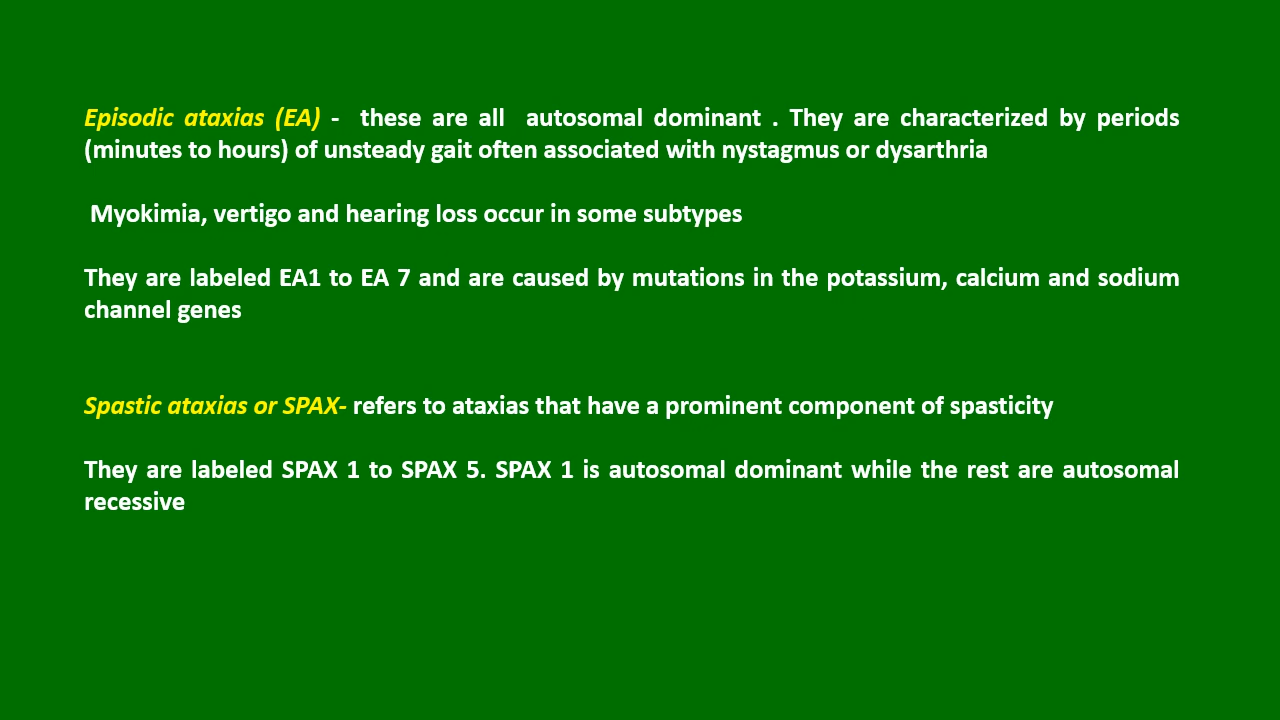 Episodic ataxias (EA) - these are all autosomal dominant . They are characterized by periods
(minutes to hours) of unsteady gait often associated with nystagmus or dysarthria
Myokimia, vertigo and hearing loss occur in some subtypes
They are labeled EA1 to EA 7 and are caused by mutations in the potassium, calcium and sodium
channel genes
Spastic ataxias or SPAX- refers to ataxias that have a prominent component of spasticity
They are labeled SPAX 1 to SPAX 5. SPAX 1 is autosomal dominant while the rest are autosomal
recessive